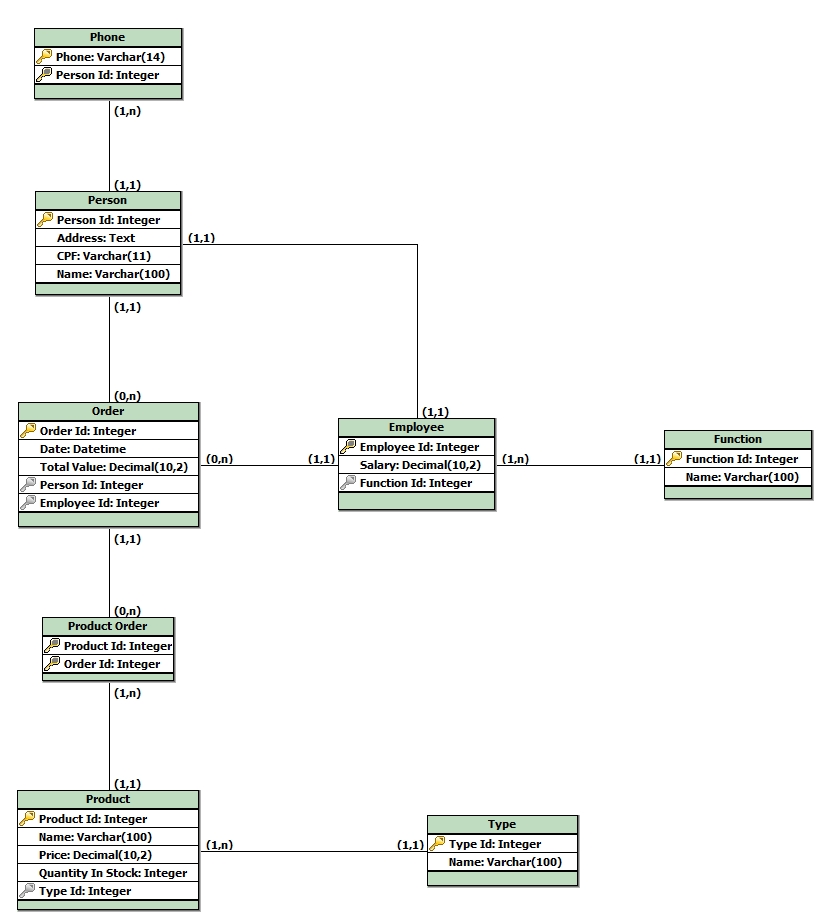 Phone
Phone: Varchar(14)
Person Id: Integer
(1,n)
(1,1)
Person
Person Id: Integer
Address: Text
CPF: Varchar(11)
Name: Varchar(100)
(1,1)
(1,1)
(0,n)
Order
Order Id: Integer
Date: Datetime
Total Value: Decimal(10,2)
Person Id: Integer
Employee Id: Integer
(0,n)
(1,1)
(1,1)
Employee
Employee Id: Integer
Salary: Decimal(10,2)
Function Id: Integer
(1,n)
(1,1)
Function
Function Id: Integer
Name: Varchar(100)
(1,1)
(0,n)
Product Order
Product Id: Integer
Order Id: Integer
(1,n)
(1,1)
Product
Product Id: Integer
Name: Varchar(100)
Price: Decimal(10,2)
Quantity In Stock: Integer
Type Id: Integer
(1,n)
(1,1)
Type
Type Id: Integer
Name: Varchar(100)